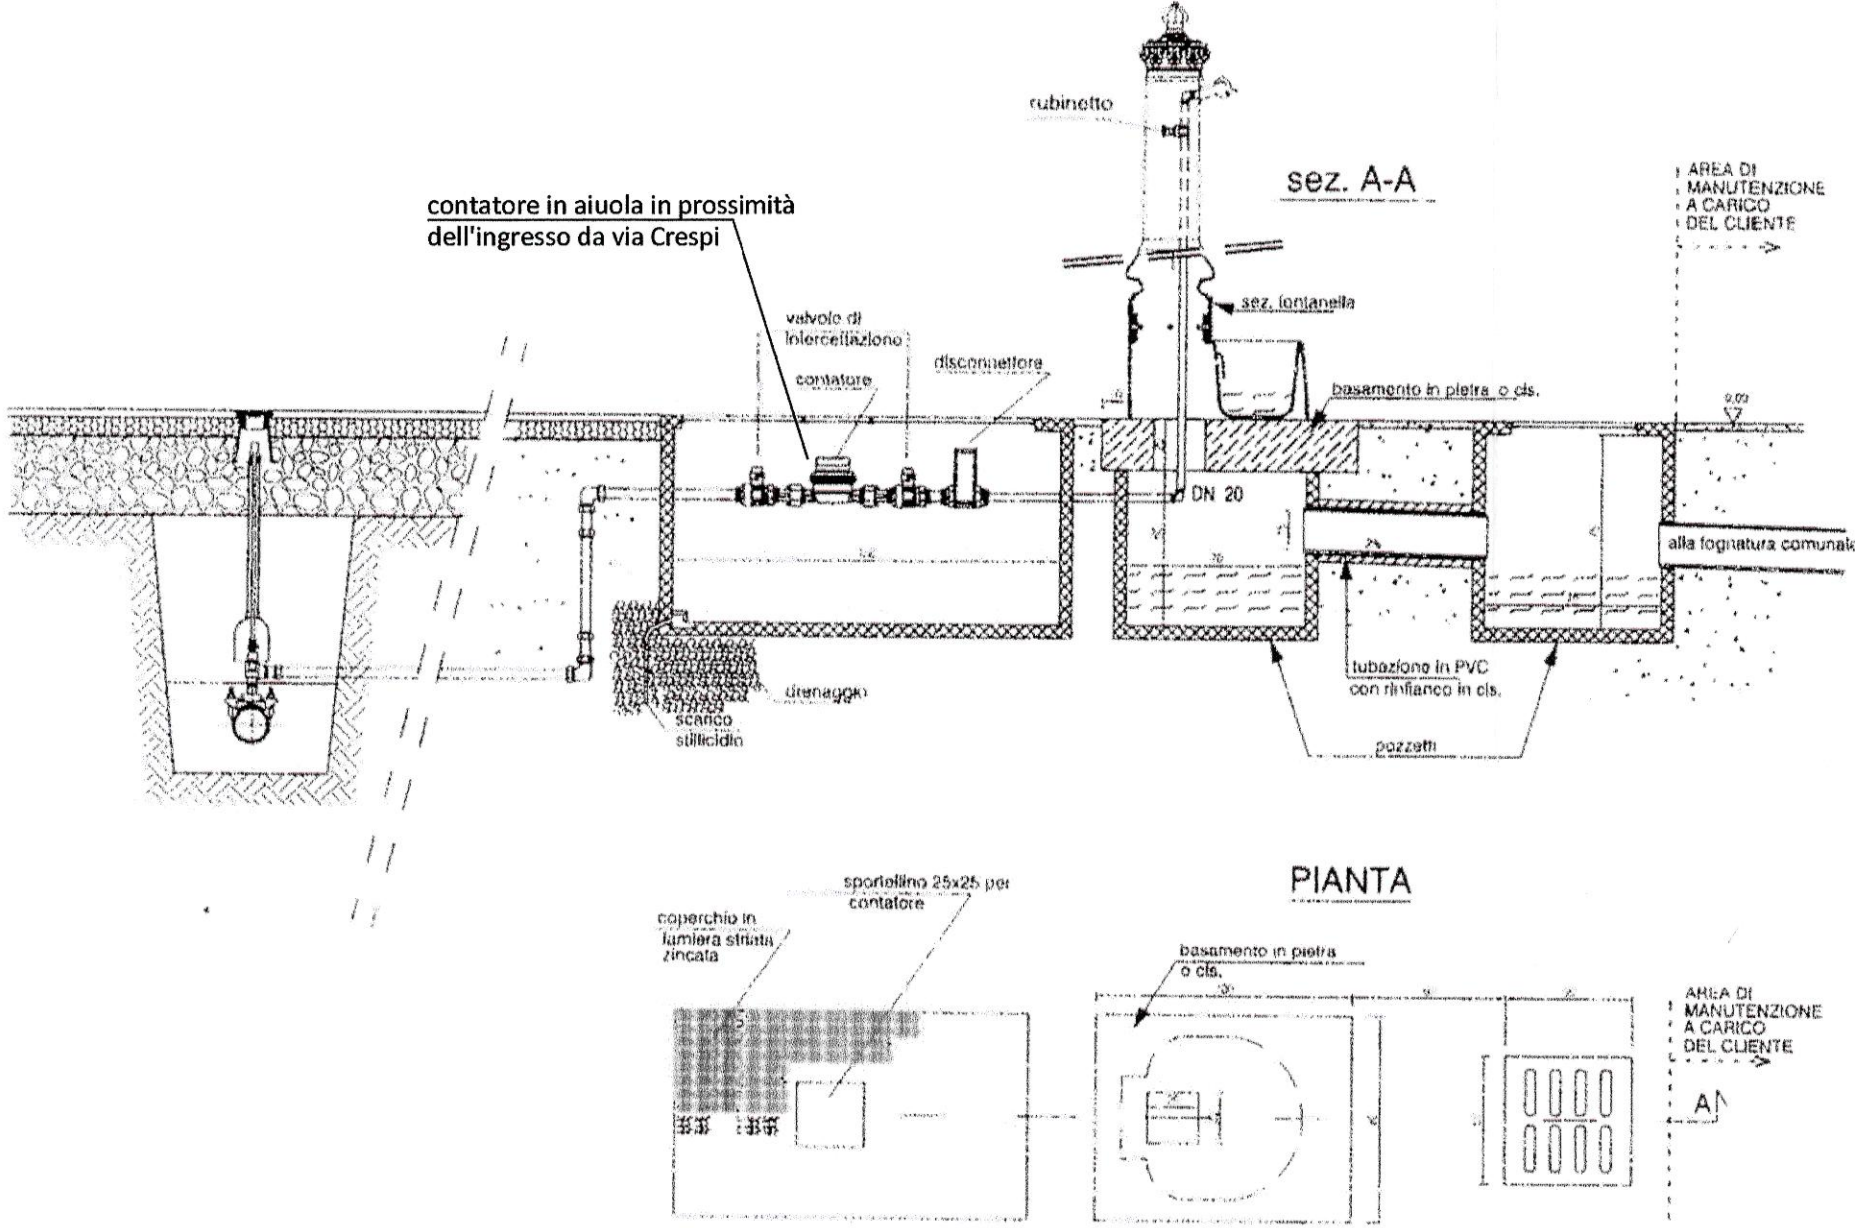 rubinetto
sez. A-A
AREA DI
MANUTENZIONE
A CARICO
DEL CLIENTE
contatore in aiuola in prossimità
dell'ingresso da via Crespi
sez. fontanella
valvole di
intercettazione
contatore
disconnettore
basamento in pietra o cls.
0,00
DN 20
alla fognatura comunale
tubazione in PVC
con rinfianco in cls.
drenaggio
scarico
stillicidio
pozzetti
PIANTA
sportellino 25x25 per
contatore
coperchio in
lamiera striata
zincata
basamento in pietra
o cls.
AREA DI
MANUTENZIONE
A CARICO
DEL CLIENTE
A